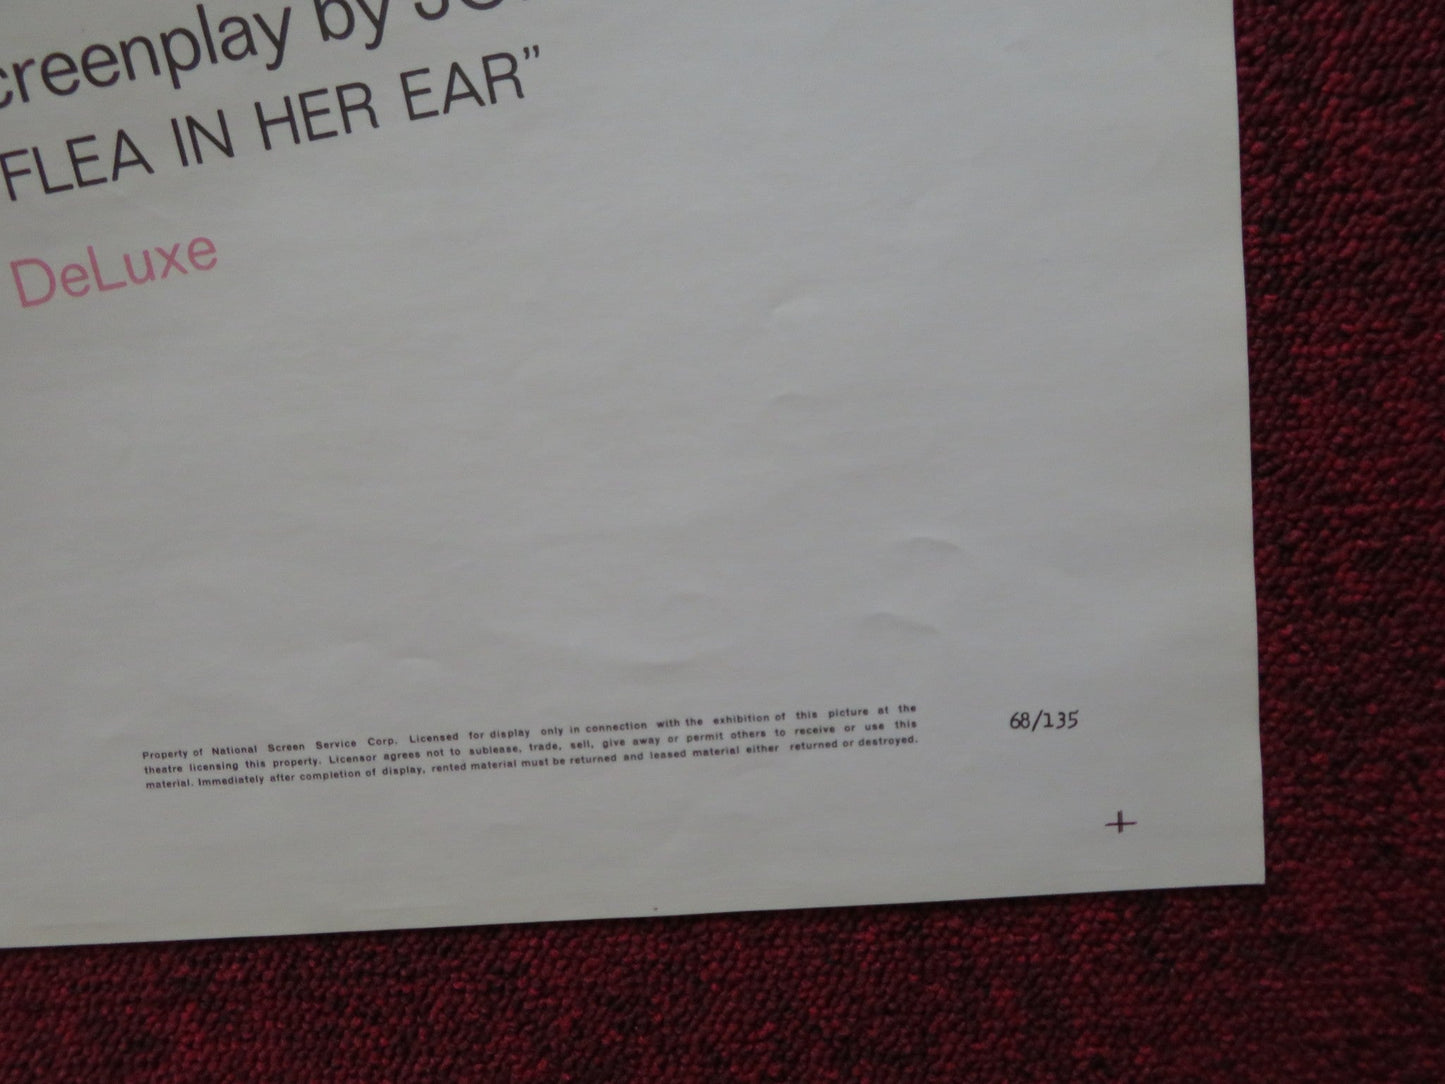 creenplay by
FLEA IN HER EAR”
DeLuxe
Property of National Screen Service Corp. Licensed for display only in connection with the exhibition of this picture at the
theatre licensing this property. Licensor agrees not to sublease, trade, sell, give away or permit others to receive or use this
material. Immediately after completion of display, rented material must be returned and leased material either returned or destroyed.
68/135